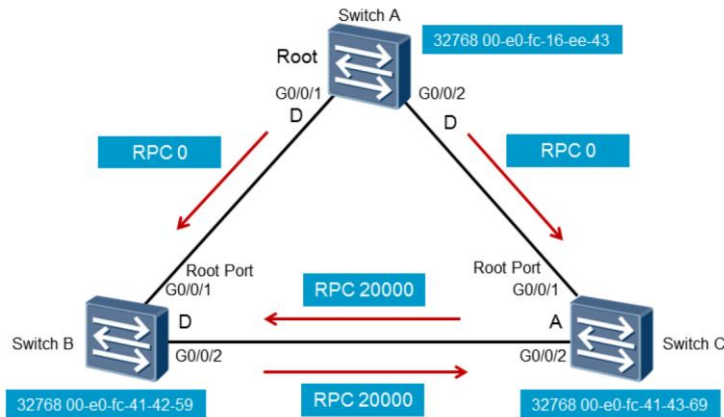 Switch A
32768 00-e0-fc-16-ee-43
Root
G0/0/1
G0/0/2
D
D
RPC 0
RPC 0
Root Port
G0/0/1
Root Port
G0/0/1
RPC 20000
D
A
Switch B
Switch C
G0/0/2
G0/0/2
RPC 20000
32768 00-e0-fc-41-42-59
32768 00-e0-fc-41-43-69